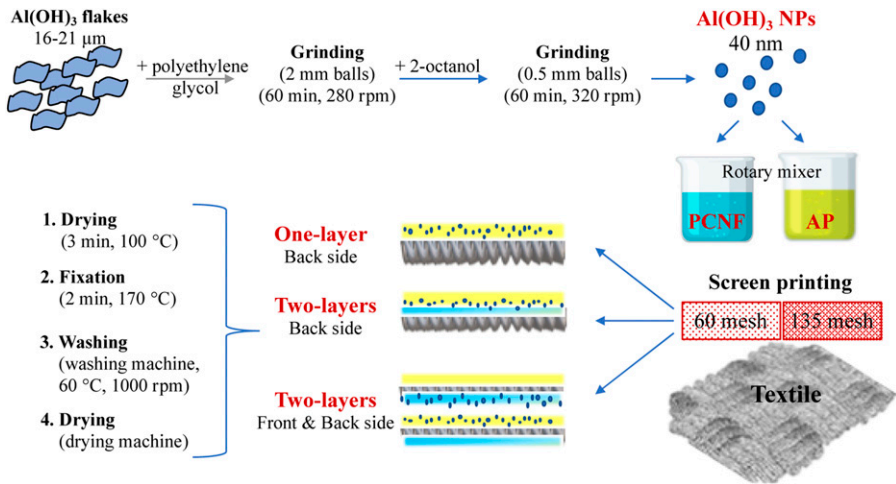 Al(OH)₃ flakes
16-21 μm
+ polyethylene
glycol
Grinding
(2 mm balls)
(60 min, 280 rpm)
+ 2-octanol
Grinding
(0.5 mm balls)
(60 min, 320 rpm)
Al(OH)₃ NPs
40 nm
Rotary mixer
PCNF
AP
1. Drying
(3 min, 100 °C)
2. Fixation
(2 min, 170 °C)
3. Washing
(washing machine,
60 °C, 1000 rpm)
4. Drying
(drying machine)
One-layer
Back side
Two-layers
Back side
Two-layers
Front & Back side
Screen printing
60 mesh
135 mesh
Textile